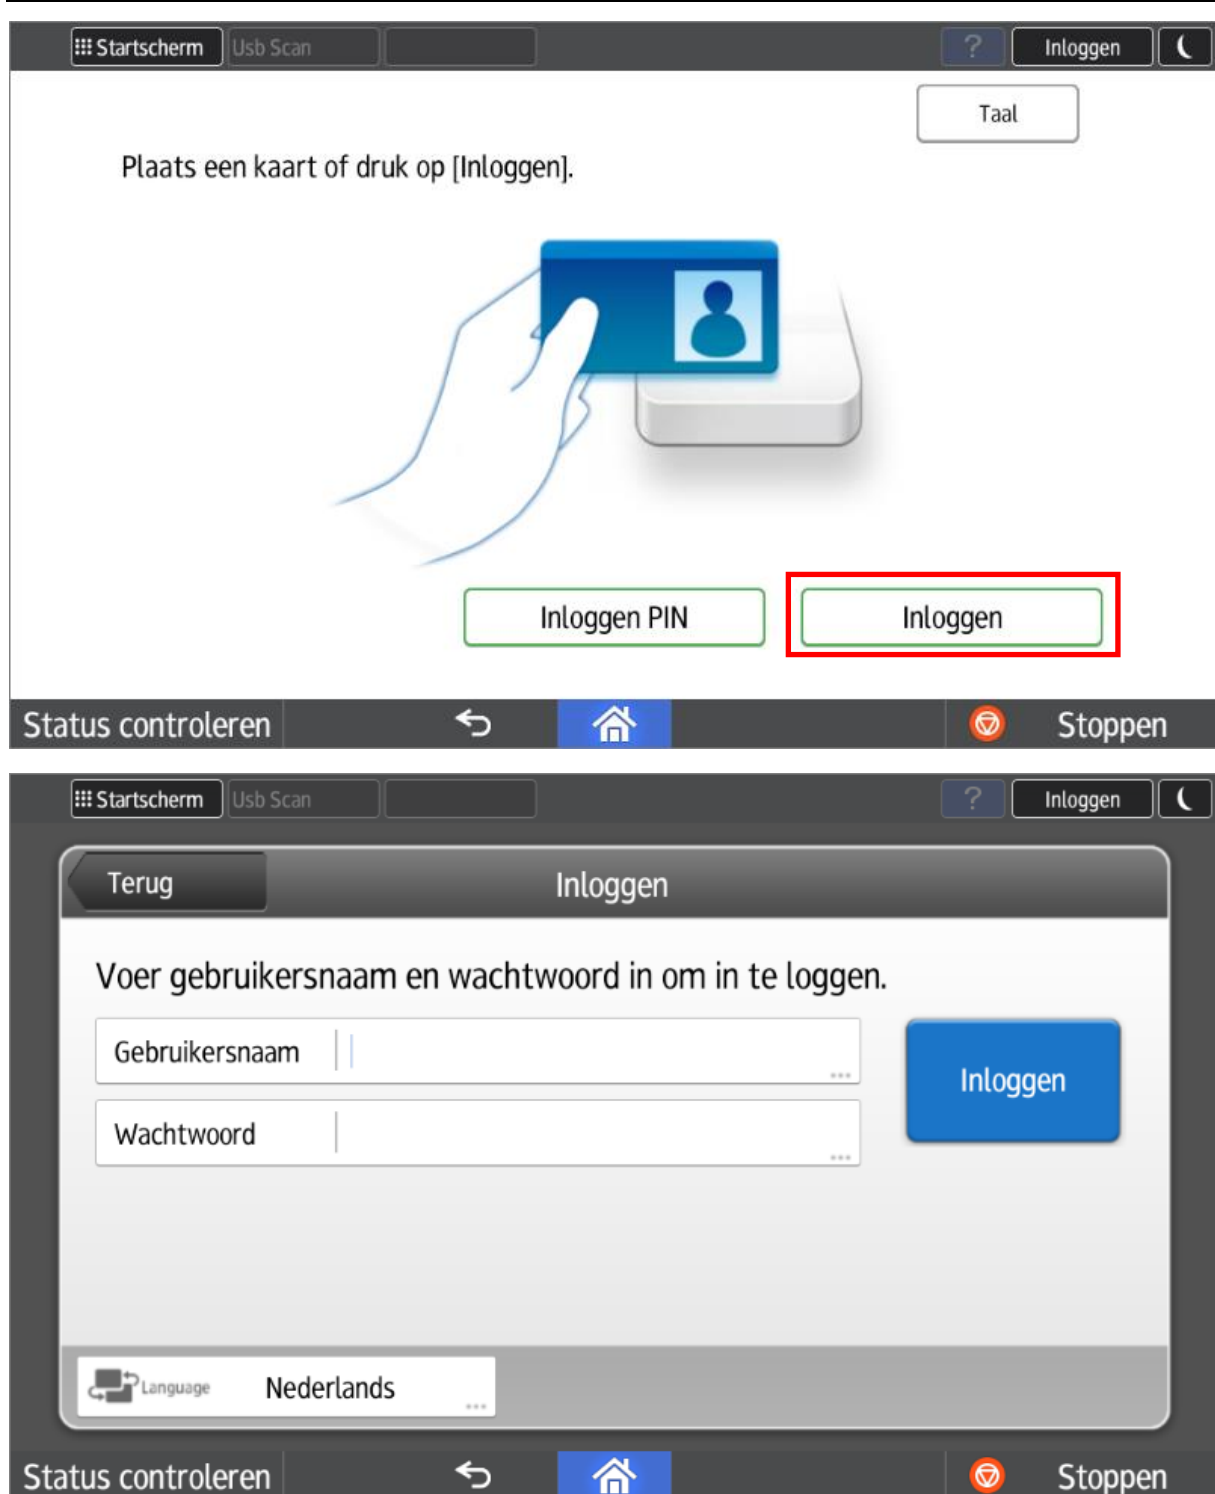 Startscherm Usb Scan ? Inloggen
Taal
Plaats een kaart of druk op [Inloggen].
Inloggen PIN Inloggen
Status controleren Stoppen
Startscherm Usb Scan ? Inloggen
Terug Inloggen
Voer gebruikersnaam en wachtwoord in om in te loggen.
Gebruikersnaam ...
Inloggen
Wachtwoord ...
Language Nederlands ...
Status controleren Stoppen